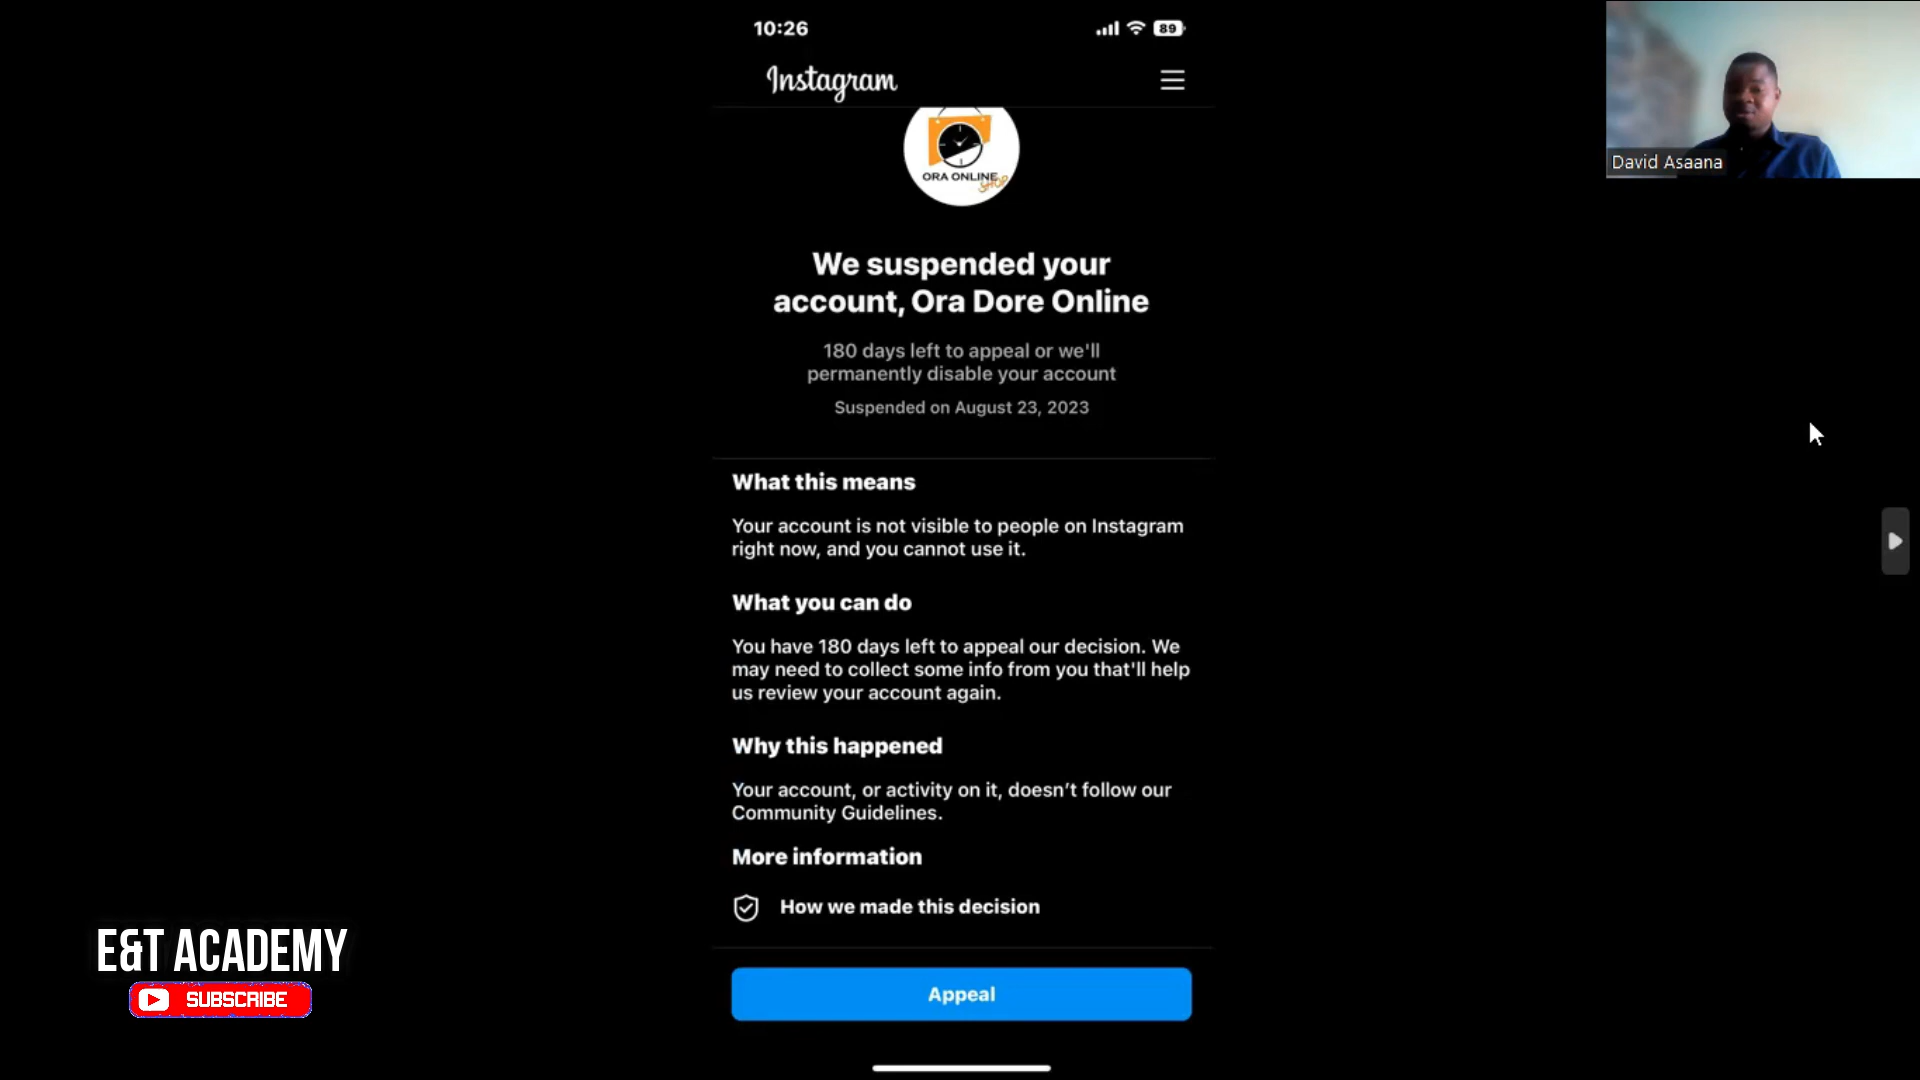 10:26
89
Instagram
ORA ONLINE
SHOP
David Asaana
We suspended your
account, Ora Dore Online
180 days left to appeal or we'll
permanently disable your account
Suspended on August 23, 2023
What this means
Your account is not visible to people on Instagram
right now, and you cannot use it.
What you can do
You have 180 days left to appeal our decision. We
may need to collect some info from you that'll help
us review your account again.
Why this happened
Your account, or activity on it, doesn’t follow our
Community Guidelines.
More information
How we made this decision
Appeal
E&T ACADEMY
SUBSCRIBE